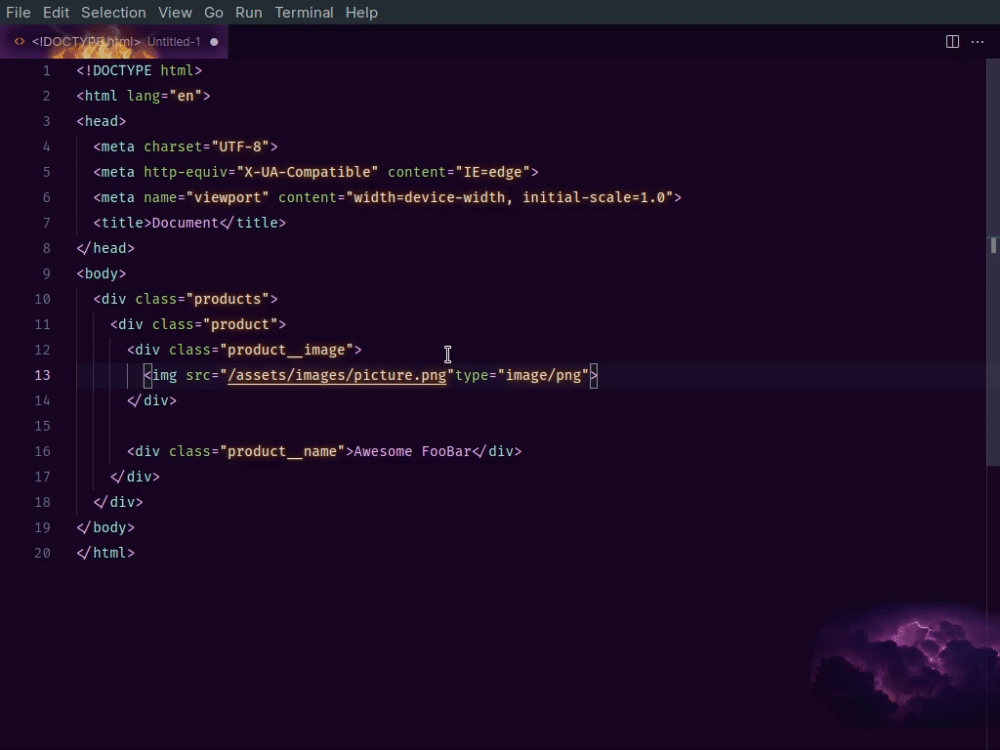 File Edit Selection View Go Run Terminal Help
<> <!DOCTYPE html> Untitled-1 ●
1 <!DOCTYPE html>
2 <html lang="en">
3 <head>
4 <meta charset="UTF-8">
5 <meta http-equiv="X-UA-Compatible" content="IE=edge">
6 <meta name="viewport" content="width=device-width, initial-scale=1.0">
7 <title>Document</title>
8 </head>
9 <body>
10 <div class="products">
11 <div class="product">
12 <div class="product__image">
13 <img src="/assets/images/picture.png"type="image/png">
14 </div>
15
16 <div class="product__name">Awesome FooBar</div>
17 </div>
18 </div>
19 </body>
20 </html>